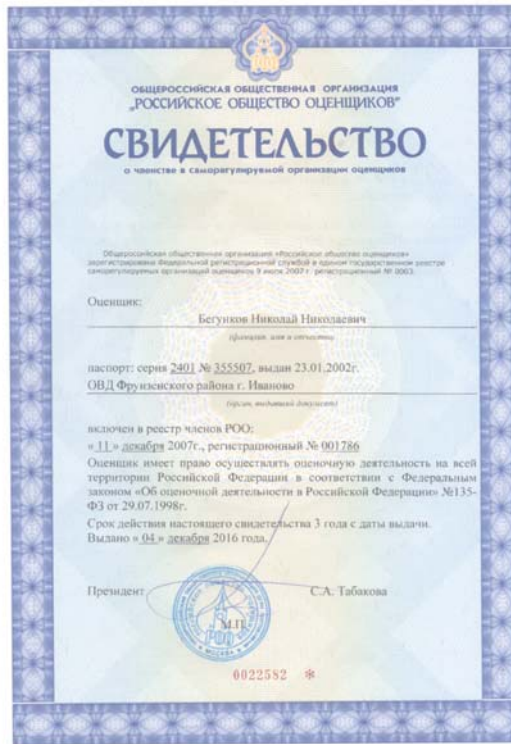 РОО
ОБЩЕРОССИЙСКАЯ ОБЩЕСТВЕННАЯ ОРГАНИЗАЦИЯ
„РОССИЙСКОЕ ОБЩЕСТВО ОЦЕНЩИКОВ"
СВИДЕТЕЛЬСТВО
о членстве в саморегулируемой организации оценщиков
Общероссийская общественная организация «Российское общество оценщиков»
зарегистрирована Федеральной регистрационной службой в едином государственном реестре
саморегулируемых организаций оценщиков 9 июля 2007 г. регистрационный № 0003.
Оценщик:
Бегунков Николай Николаевич
(фамилия, имя и отчество)
паспорт: серия 2401 № 355507, выдан 23.01.2002г.
ОВД Фрунзенского района г. Иваново
(орган, выдавший документ)
включен в реестр членов РОО:
« 11 » декабря 2007г., регистрационный № 001786
Оценщик имеет право осуществлять оценочную деятельность на всей
территории Российской Федерации в соответствии с Федеральным
законом «Об оценочной деятельности в Российской Федерации» №135-
ФЗ от 29.07.1998г.
Срок действия настоящего свидетельства 3 года с даты выдачи.
Выдано « 04 » декабря 2016 года.
Президент С.А. Табакова
М.П.
РОО
МОСКВА
0022582 *